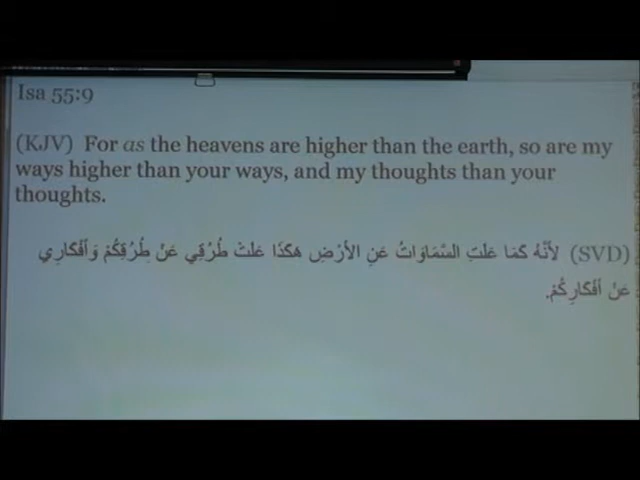 Isa 55:9
(KJV) For as the heavens are higher than the earth, so are my
ways higher than your ways, and my thoughts than your
thoughts.
(SVD) لأَنَّهُ كَمَا عَلَتِ السَّمَاوَاتُ عَنِ الأَرْضِ هكَذَا عَلَتْ طُرُقِي عَنْ طُرُقِكُمْ وَأَفْكَارِي
عَنْ أَفْكَارِكُمْ.